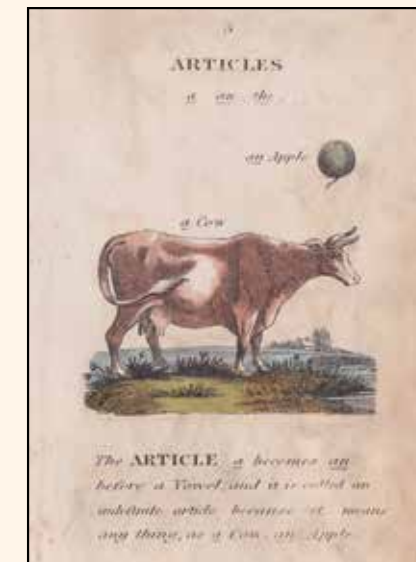 ARTICLES
a an the
an Apple
a Cow
The ARTICLE a becomes an
before a Vowel, and it is called an
indefinite article because it means
any thing, as a Cow, an Apple